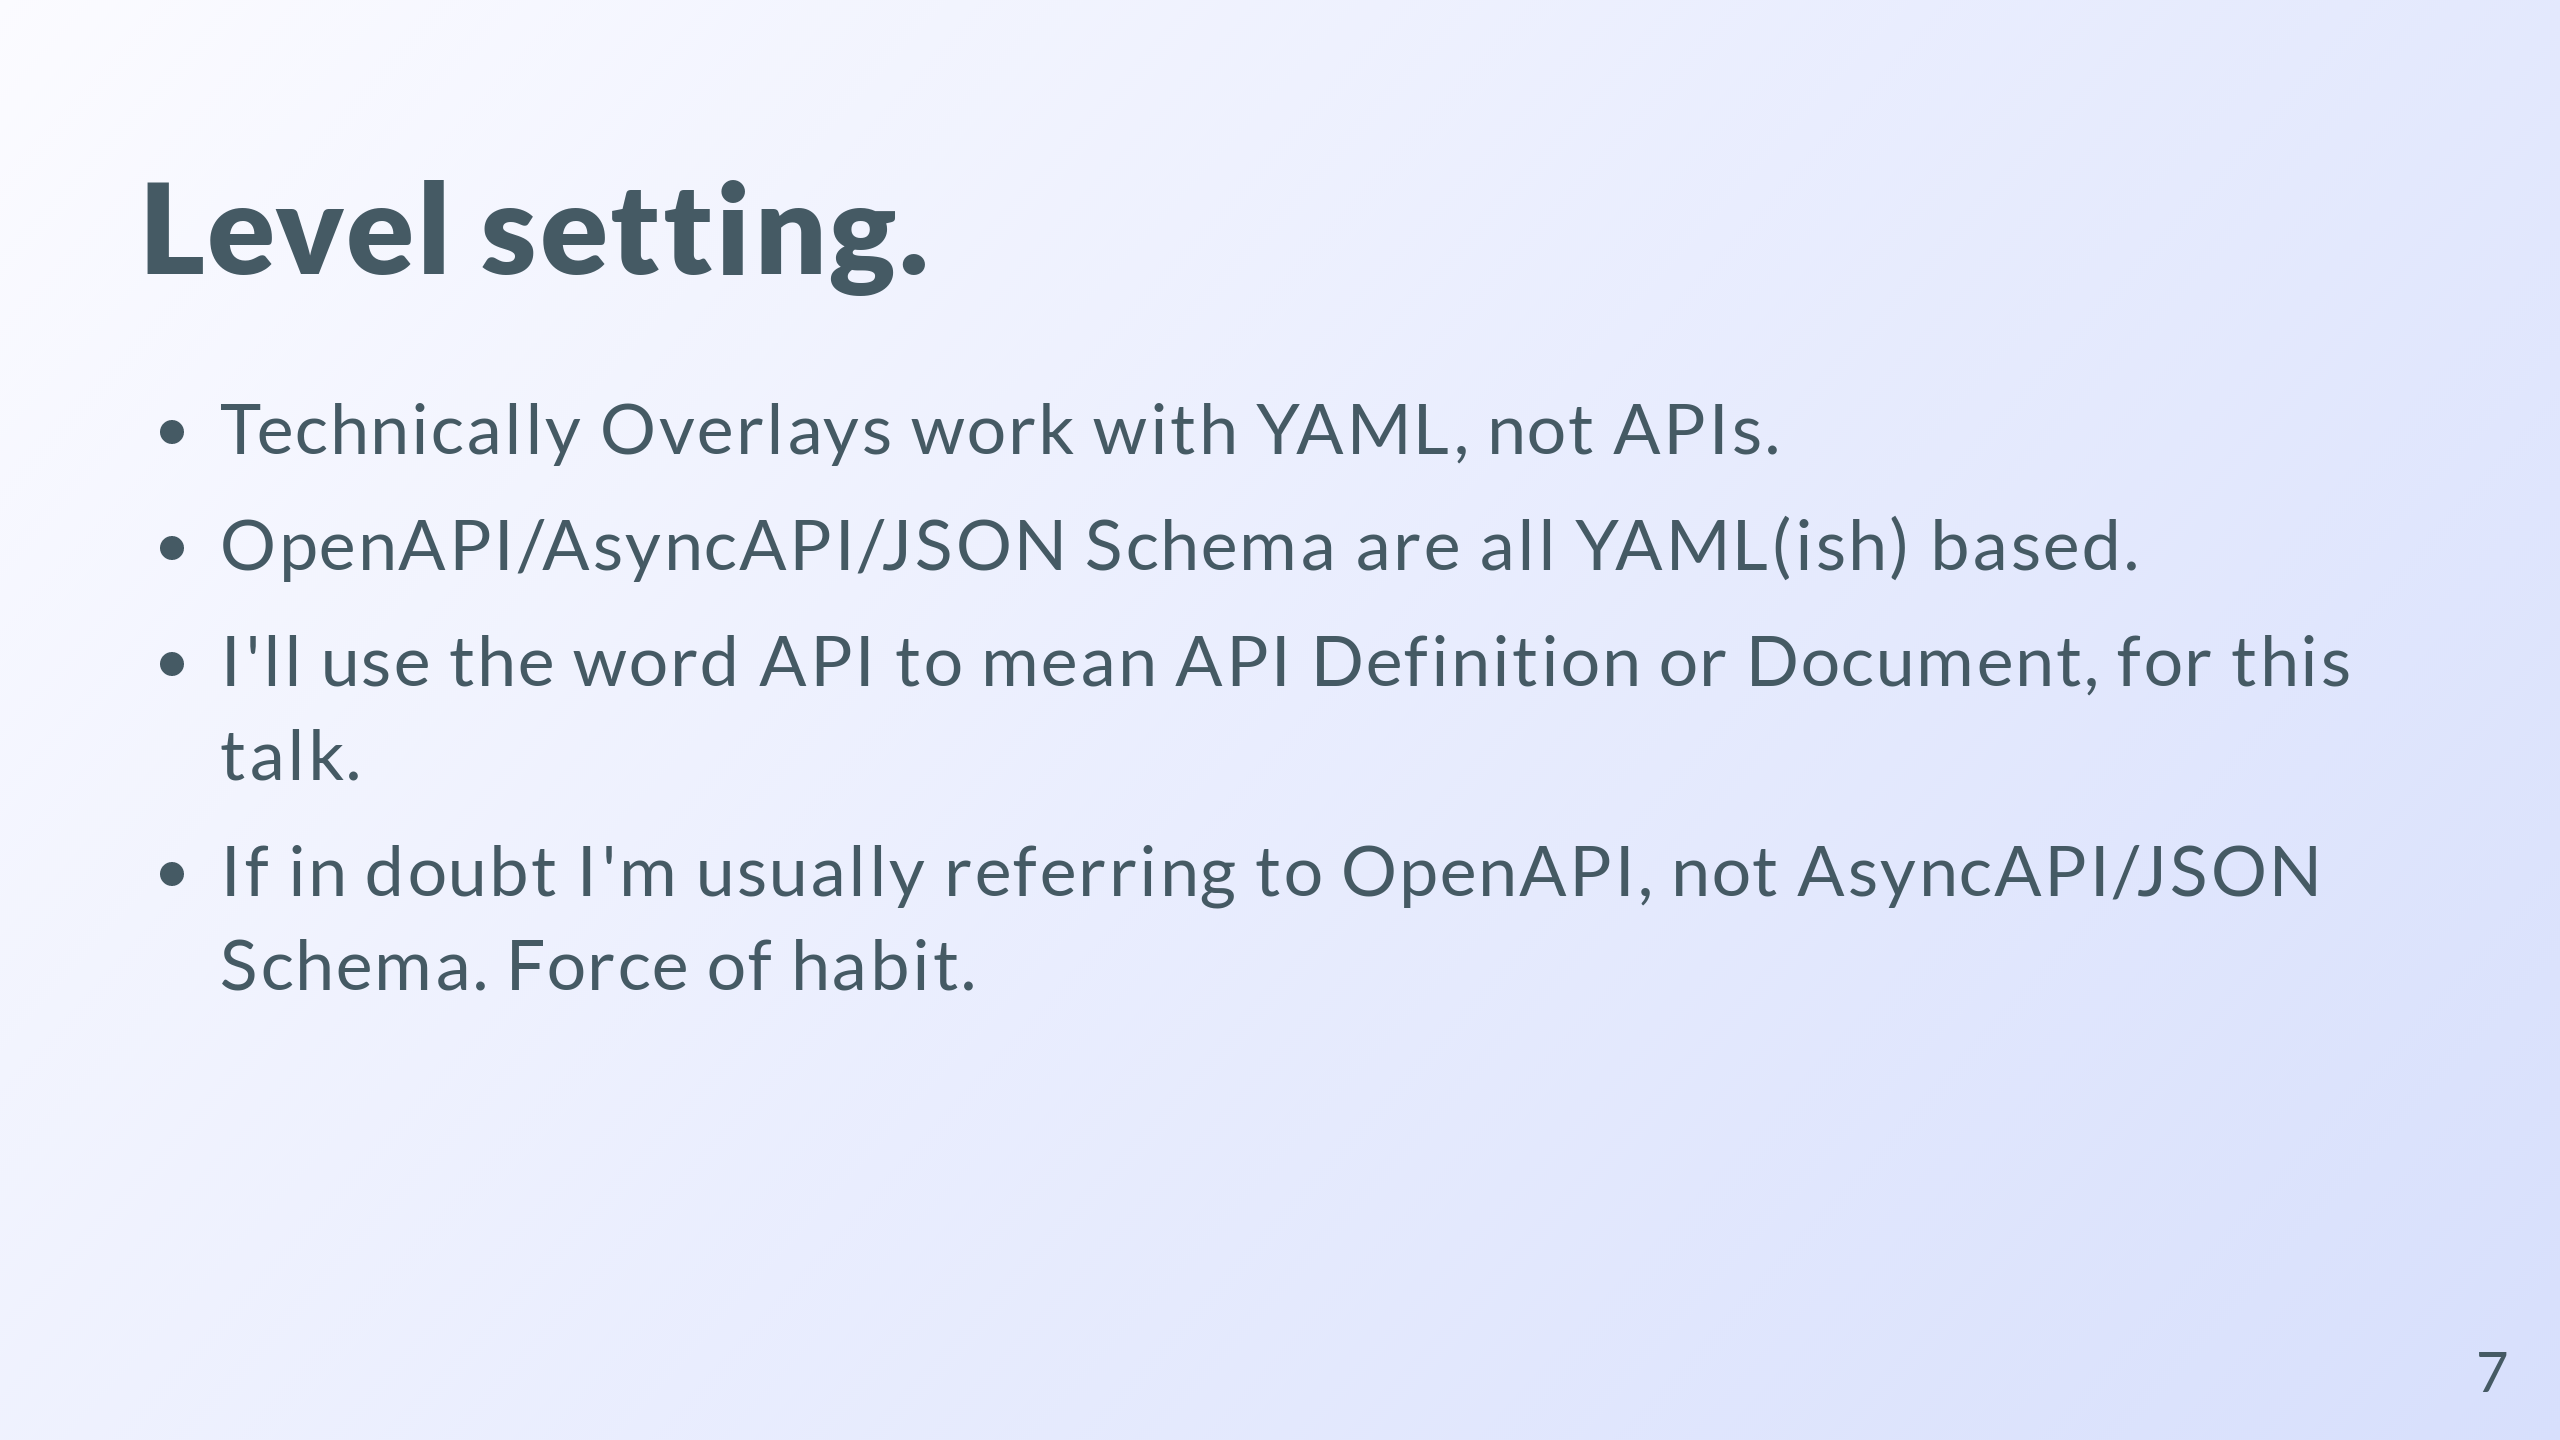 Level setting.
• Technically Overlays work with YAML, not APIs.
• OpenAPI/AsyncAPI/JSON Schema are all YAML(ish) based.
• I'll use the word API to mean API Definition or Document, for this
talk.
• If in doubt I'm usually referring to OpenAPI, not AsyncAPI/JSON
Schema. Force of habit.
7